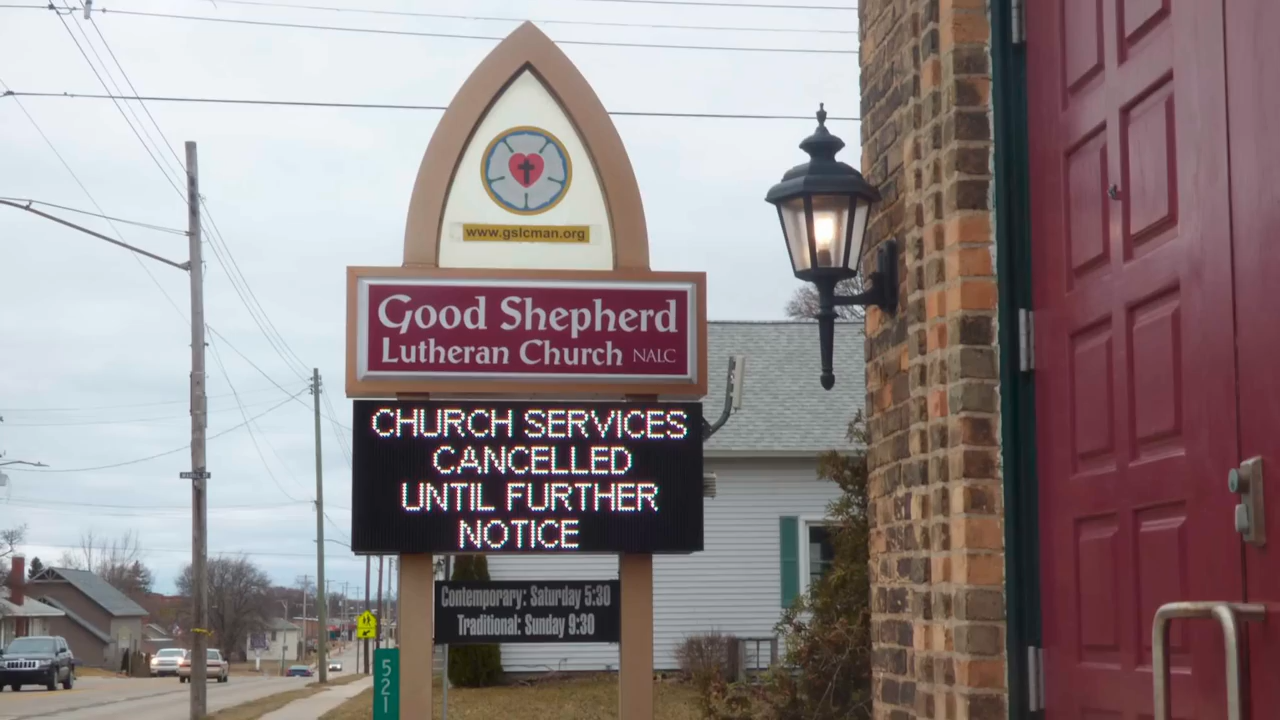 www.gslcman.org
Good Shepherd
Lutheran Church NALC
CHURCH SERVICES
CANCELLED
UNTIL FURTHER
NOTICE
Contemporary: Saturday 5:30
Traditional: Sunday 9:30
521